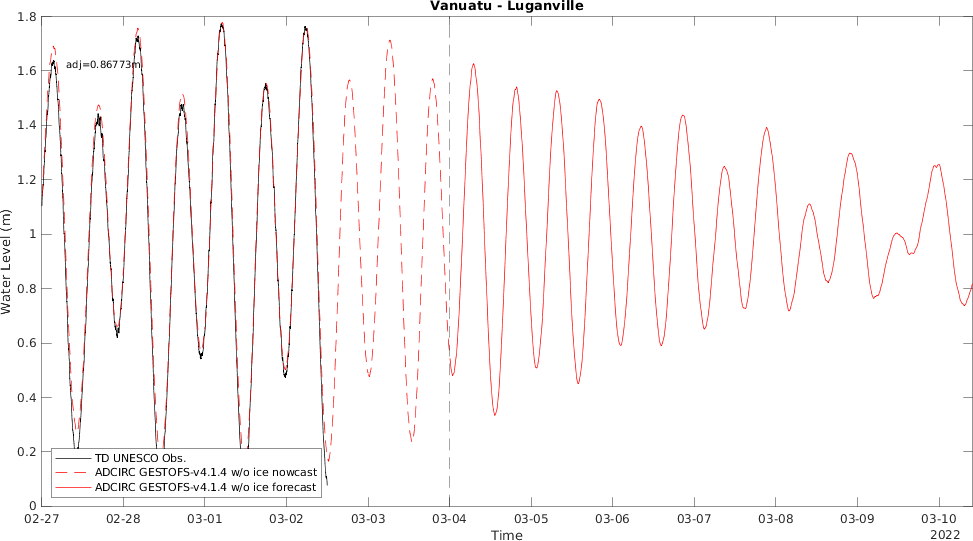 Vanuatu - Luganville
1.8
1.6
1.4
1.2
1
0.8
0.6
0.4
0.2
0
Water Level (m)
adj=0.86773m
TD UNESCO Obs.
ADCIRC GESTOFS-v4.1.4 w/o ice nowcast
ADCIRC GESTOFS-v4.1.4 w/o ice forecast
02-27 02-28 03-01 03-02 03-03 03-04 03-05 03-06 03-07 03-08 03-09 03-10
Time
2022